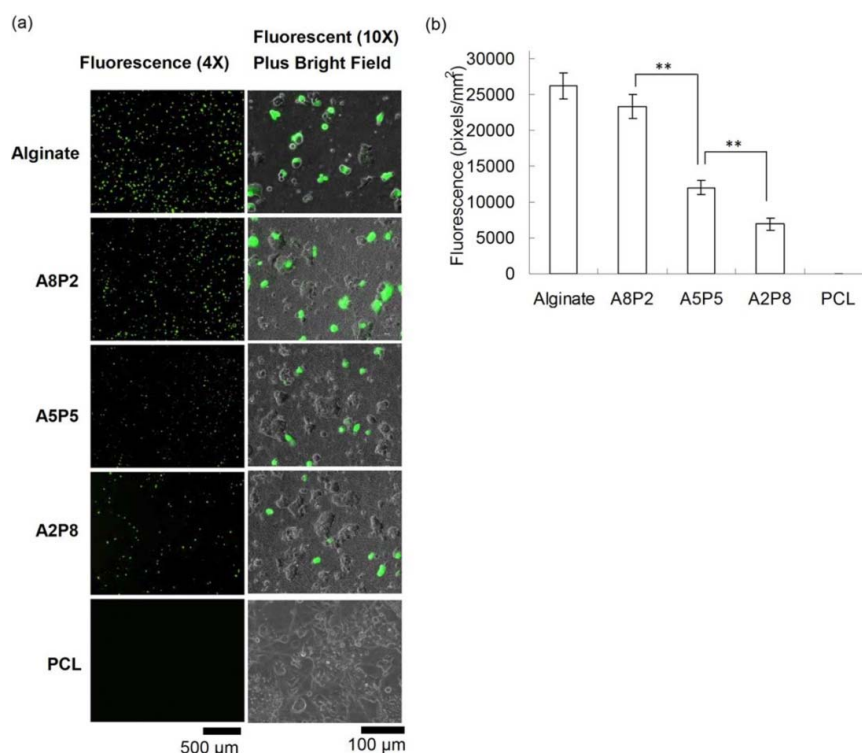 (a)
Fluorescence (4X)
Fluorescent (10X)
Plus Bright Field
Alginate
A8P2
A5P5
A2P8
PCL
500 µm
100 µm
(b)
Fluorescence (pixels/mm²)
30000
25000
20000
15000
10000
5000
0
**
**
Alginate A8P2 A5P5 A2P8 PCL